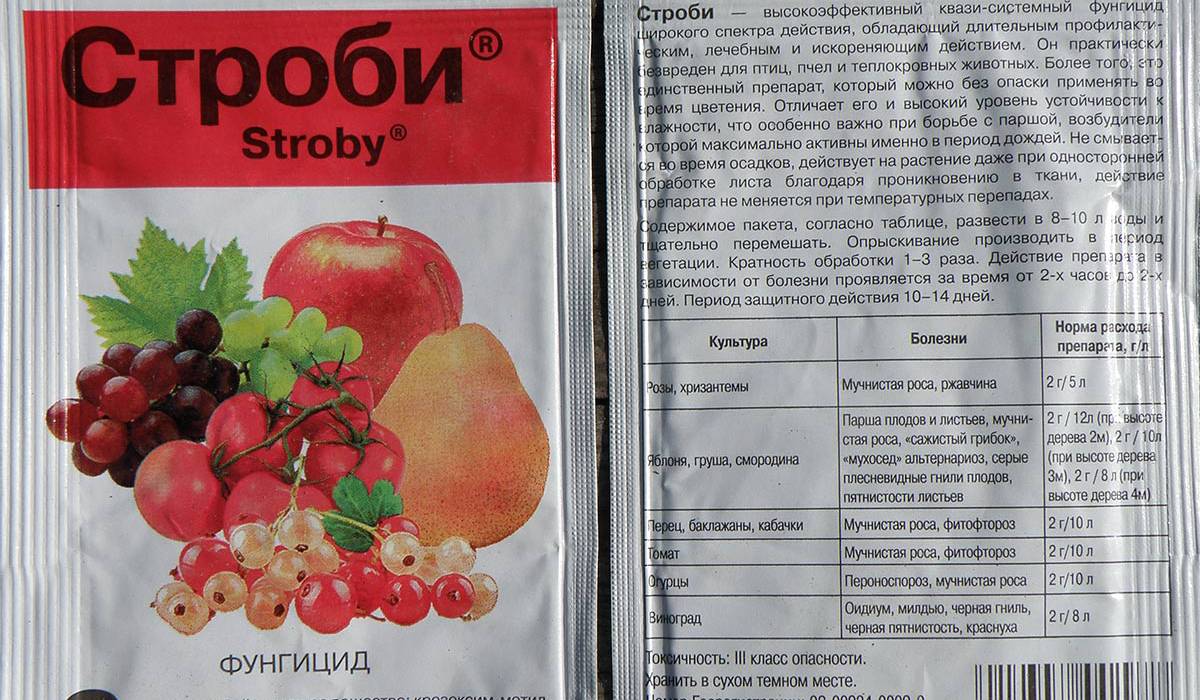 Строби®
Stroby®
ФУНГИЦИД
Строби — высокоэффективный квази-системный фунгицид
широкого спектра действия, обладающий длительным профилакти-
ческим, лечебным и искореняющим действием. Он практически
безвреден для птиц, пчел и теплокровных животных. Более того, это
единственный препарат, который можно без опаски применять во
время цветения. Отличает его и высокий уровень устойчивости к
влажности, что особенно важно при борьбе с паршой, возбудители
которой максимально активны именно в период дождей. Не смывает-
ся во время осадков, действует на растение даже при односторонней
обработке листа благодаря проникновению в ткани, действие
препарата не меняется при температурных перепадах.
Содержимое пакета, согласно таблице, развести в 8–10 л воды и
тщательно перемешать. Опрыскивание производить в период
вегетации. Кратность обработки 1–3 раза. Действие препарата в
зависимости от болезни проявляется за время от 2-х часов до 2-х
дней. Период защитного действия 10–14 дней.
Культура Болезни Норма расхода
препарата, г/л
Розы, хризантемы Мучнистая роса, ржавчина 2 г/5 л
Яблоня, груша, смородина Парша плодов и листьев, мучни-
стая роса, «сажистый грибок»,
«мухосед» альтернариоз, серые
плесневидные гнили плодов,
пятнистости листьев
2 г / 12л (при высоте
дерева 2м), 2 г / 10л
(при высоте дерева
3м), 2 г / 8 л (при
высоте дерева 4м)
Перец, баклажаны, кабачки Мучнистая роса, фитофтороз 2 г/10 л
Томат Мучнистая роса, фитофтороз 2 г/10 л
Огурцы Пероноспороз, мучнистая роса 2 г/10 л
Виноград Оидиум, милдью, черная гниль,
черная пятнистость, краснуха
2 г/ 8 л
Токсичность: III класс опасности.
Хранить в сухом темном месте.